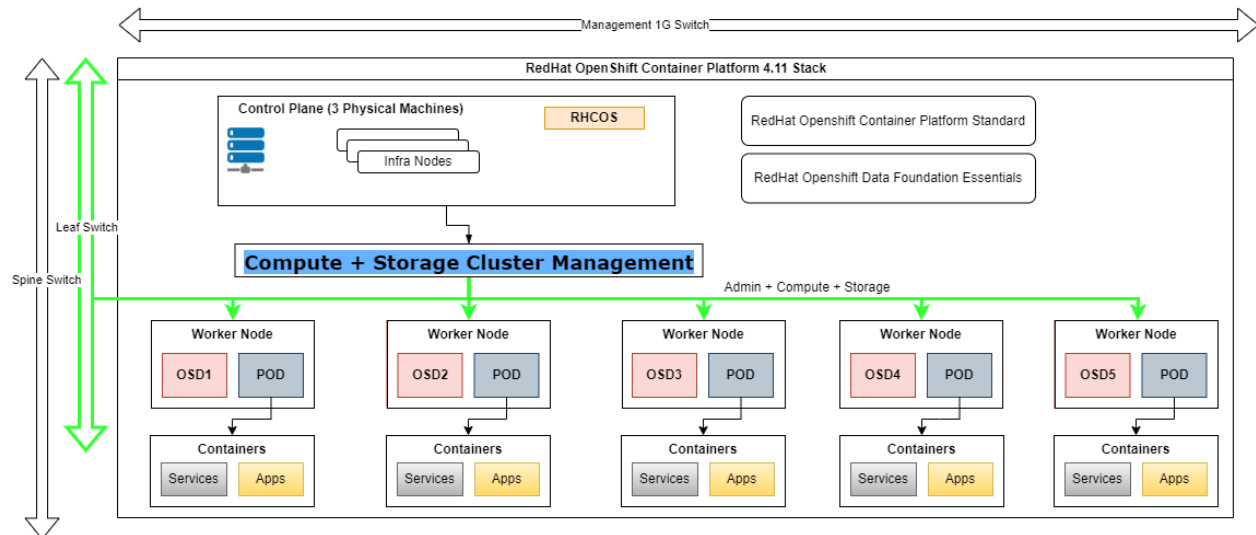 Management 1G Switch
RedHat OpenShift Container Platform 4.11 Stack
Control Plane (3 Physical Machines)
RHCOS
Infra Nodes
RedHat Openshift Container Platform Standard
RedHat Openshift Data Foundation Essentials
Leaf Switch
Spine Switch
Compute + Storage Cluster Management
Admin + Compute + Storage
Worker Node
OSD1
POD
Containers
Services
Apps
Worker Node
OSD2
POD
Containers
Services
Apps
Worker Node
OSD3
POD
Containers
Services
Apps
Worker Node
OSD4
POD
Containers
Services
Apps
Worker Node
OSD5
POD
Containers
Services
Apps